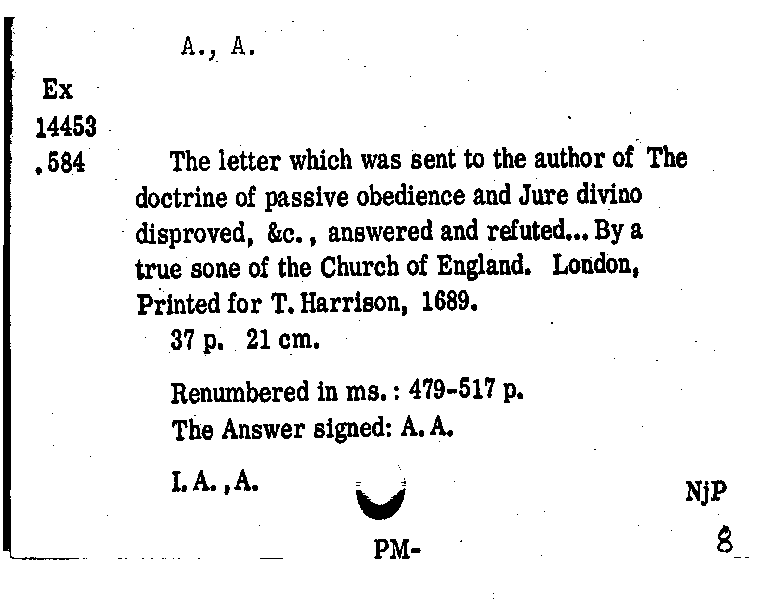 A., A.
Ex
14453
.584
The letter which was sent to the author of The
doctrine of passive obedience and Jure divino
disproved, &c., answered and refuted... By a
true sone of the Church of England. London,
Printed for T. Harrison, 1689.
37 p. 21 cm.
Renumbered in ms.: 479-517 p.
The Answer signed: A. A.
I. A., A.
NjP
PM-
8